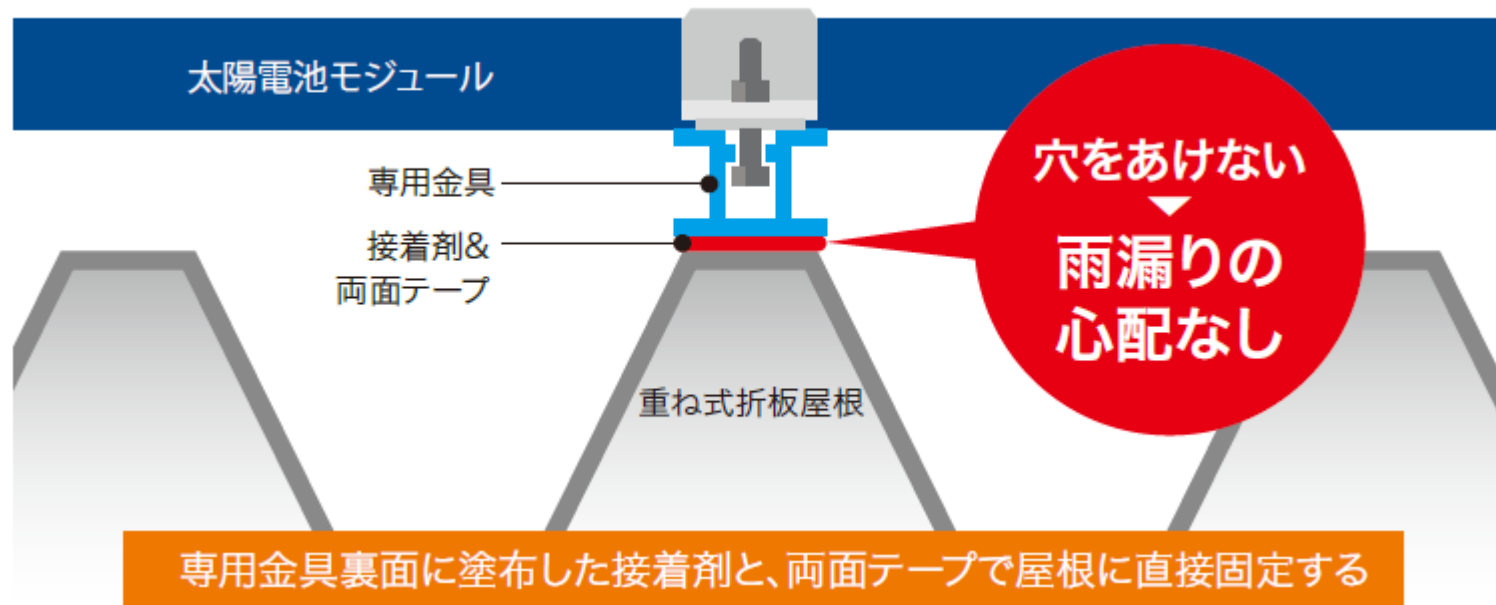 太陽電池モジュール
専用金具
接着剤&
両面テープ
穴をあけない
雨漏りの
心配なし
重ね式折板屋根
専用金具裏面に塗布した接着剤と、両面テープで屋根に直接固定する